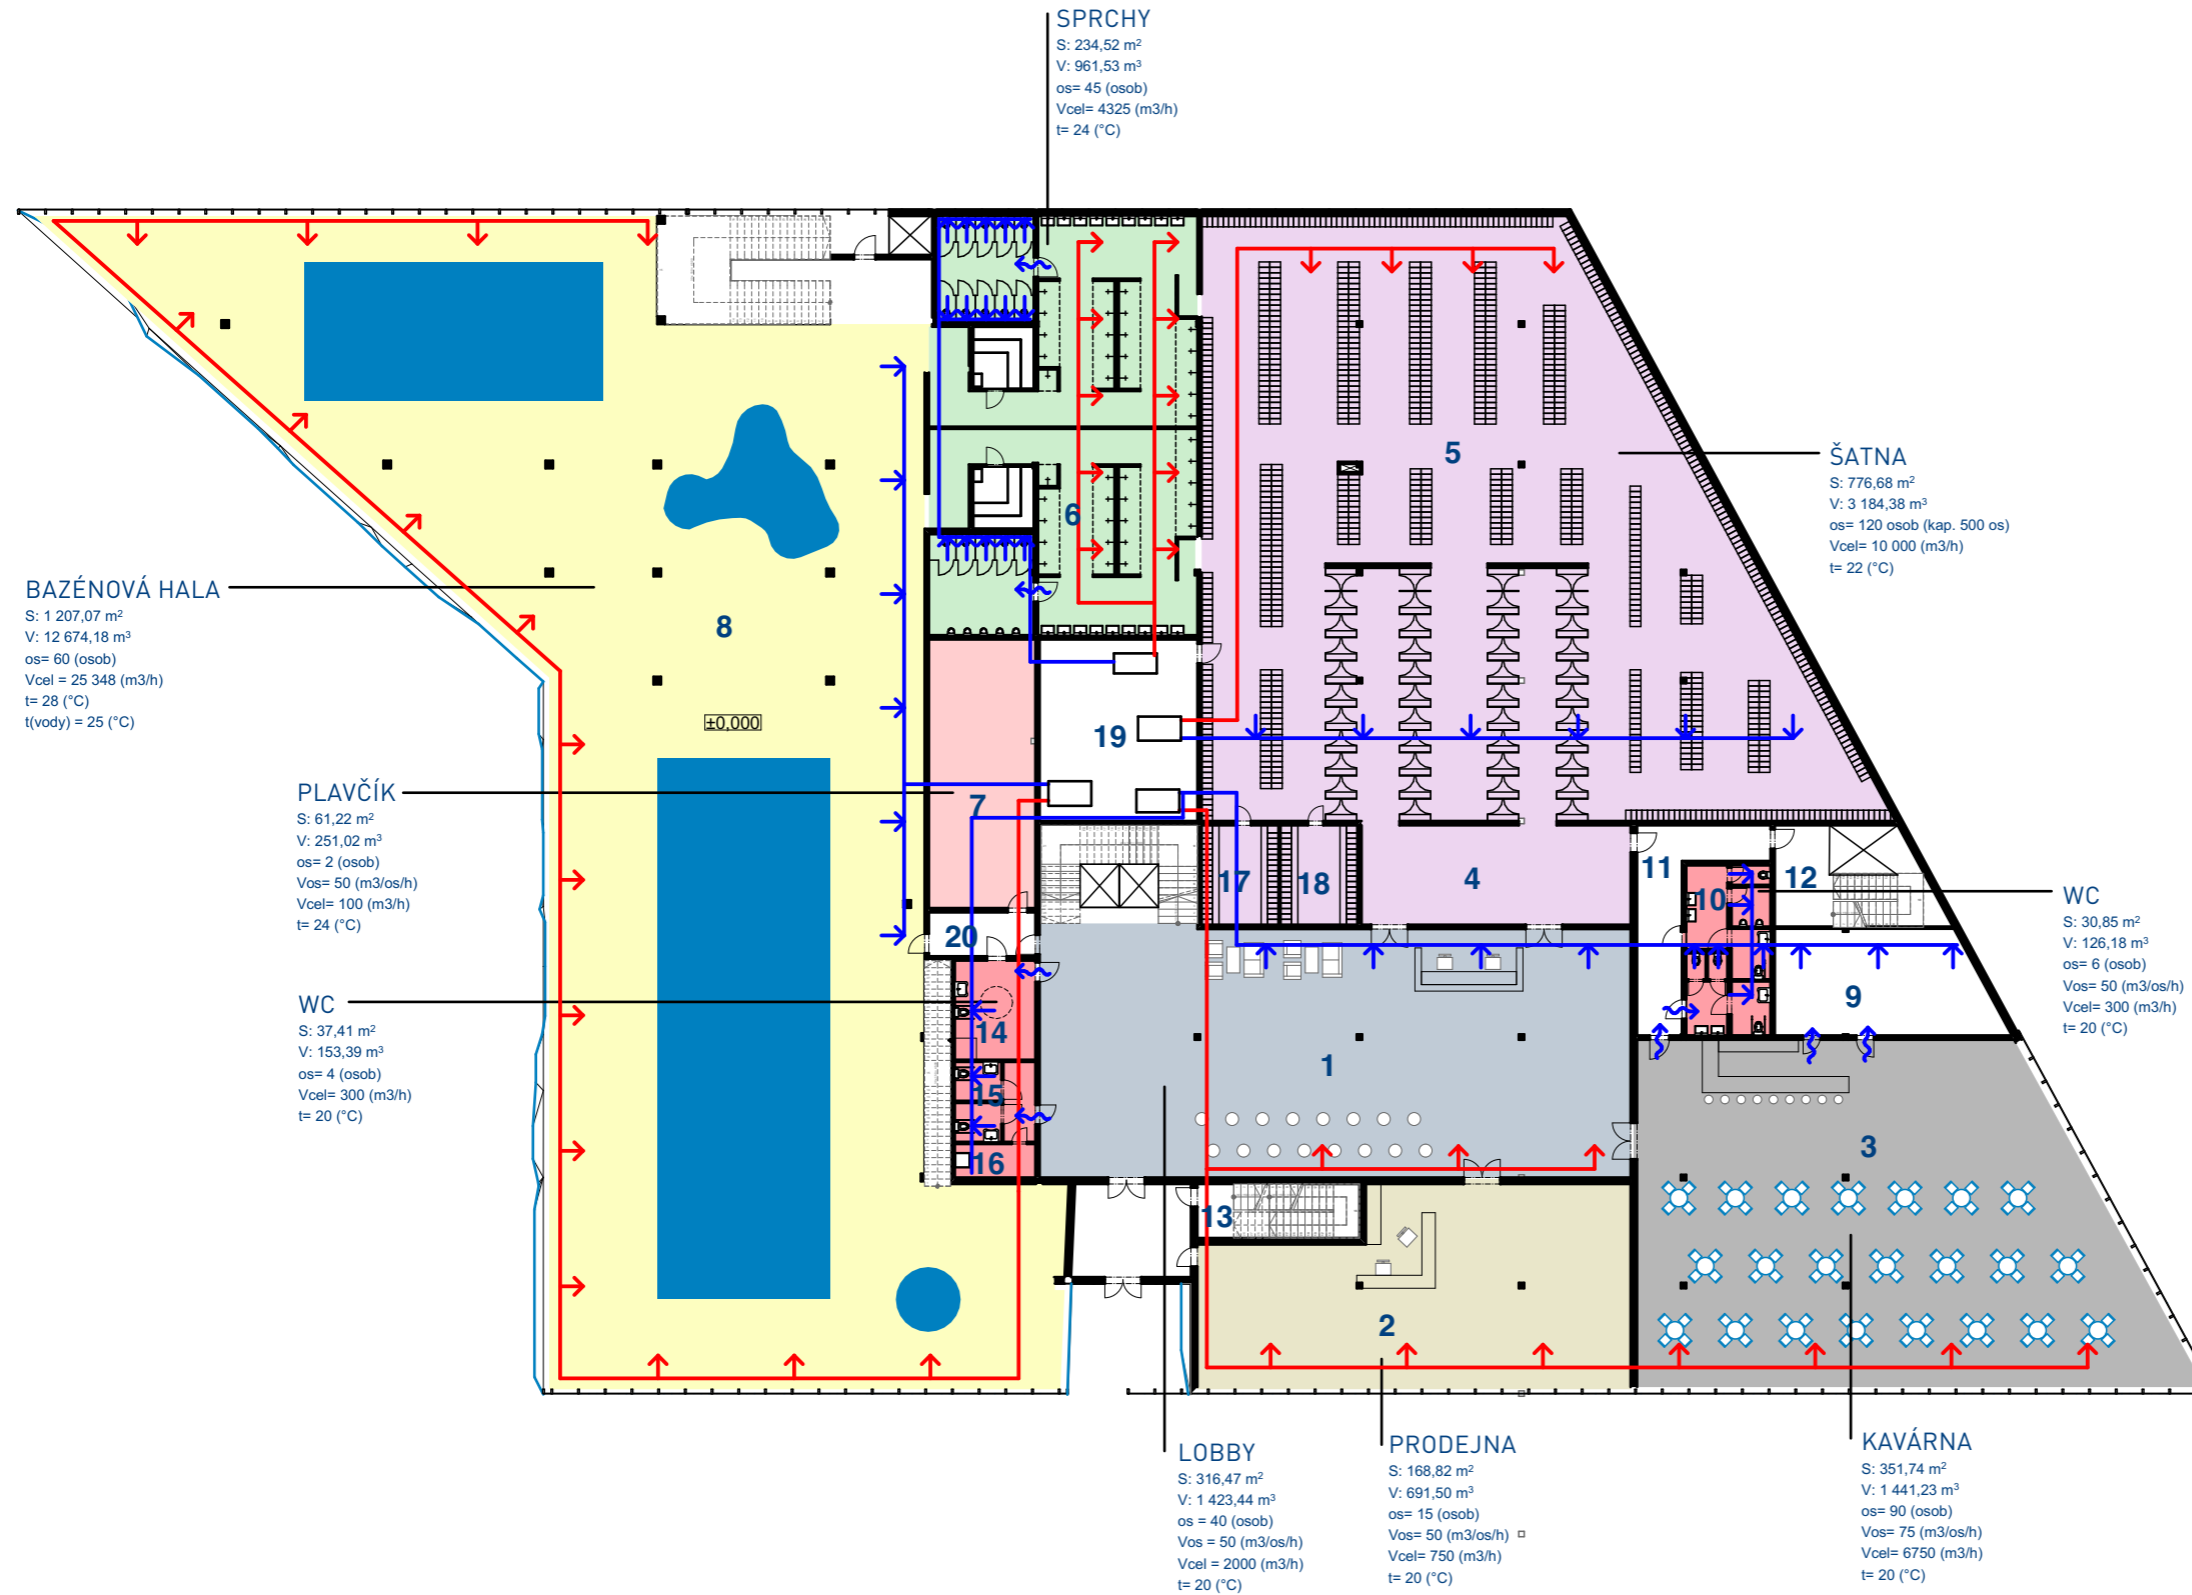 SPRCHY
S: 234,52 m²
V: 961,53 m³
os= 45 (osob)
Vcel= 4325 (m3/h)
t= 24 (°C)
ŠATNA
S: 776,68 m²
V: 3 184,38 m³
os= 120 osob (kap. 500 os)
Vcel= 10 000 (m3/h)
t= 22 (°C)
BAZÉNOVÁ HALA
S: 1 207,07 m²
V: 12 674,18 m³
os= 60 (osob)
Vcel = 25 348 (m3/h)
t= 28 (°C)
t(vody) = 25 (°C)
PLAVČÍK
S: 61,22 m²
V: 251,02 m³
os= 2 (osob)
Vos= 50 (m3/os/h)
Vcel= 100 (m3/h)
t= 24 (°C)
WC
S: 37,41 m²
V: 153,39 m³
os= 4 (osob)
Vcel= 300 (m3/h)
t= 20 (°C)
WC
S: 30,85 m²
V: 126,18 m³
os= 6 (osob)
Vos= 50 (m3/os/h)
Vcel= 300 (m3/h)
t= 20 (°C)
5
6
8
±0,000
19
7
17
18
4
11
10
12
20
9
14
1
15
16
3
13
2
LOBBY
S: 316,47 m²
V: 1 423,44 m³
os = 40 (osob)
Vos = 50 (m3/os/h)
Vcel = 2000 (m3/h)
t= 20 (°C)
PRODEJNA
S: 168,82 m²
V: 691,50 m³
os= 15 (osob)
Vos= 50 (m3/os/h)
Vcel= 750 (m3/h)
t= 20 (°C)
KAVÁRNA
S: 351,74 m²
V: 1 441,23 m³
os= 90 (osob)
Vos= 75 (m3/os/h)
Vcel= 6750 (m3/h)
t= 20 (°C)